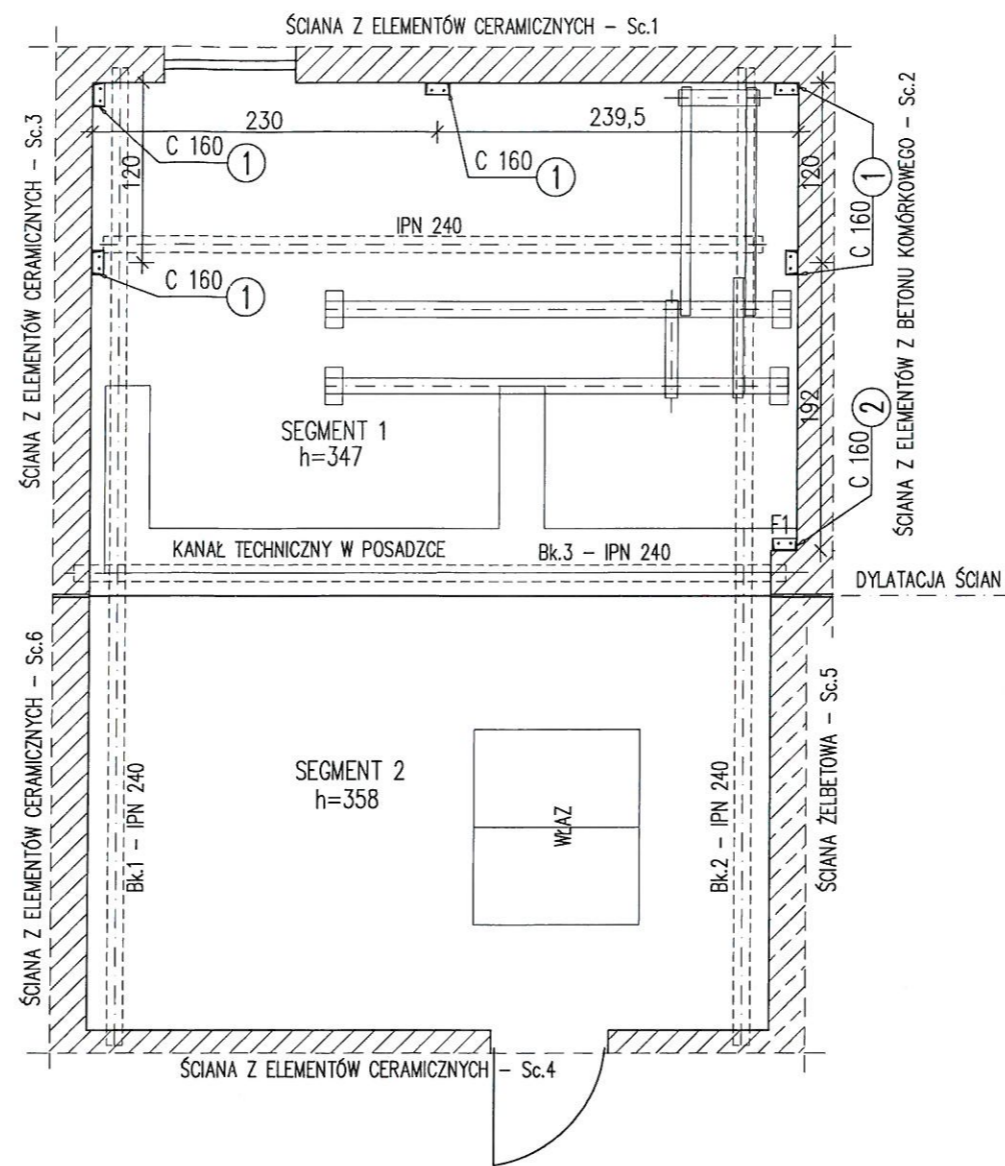 ŚCIANA Z ELEMENTÓW CERAMICZNYCH – Sc.1
ŚCIANA Z ELEMENTÓW CERAMICZNYCH – Sc.3
ŚCIANA Z ELEMENTÓW Z BETONU KOMÓRKOWEGO – Sc.2
230
239,5
120
120
C 160 1
C 160 1
C 160 1
IPN 240
C 160 1
192
C 160 2
SEGMENT 1
h=347
F1
KANAŁ TECHNICZNY W POSADZCE
Bk.3 – IPN 240
DYLATACJA ŚCIAN
ŚCIANA Z ELEMENTÓW CERAMICZNYCH – Sc.6
Bk.1 – IPN 240
SEGMENT 2
h=358
WŁAZ
Bk.2 – IPN 240
ŚCIANA ŻELBETOWA – Sc.5
ŚCIANA Z ELEMENTÓW CERAMICZNYCH – Sc.4